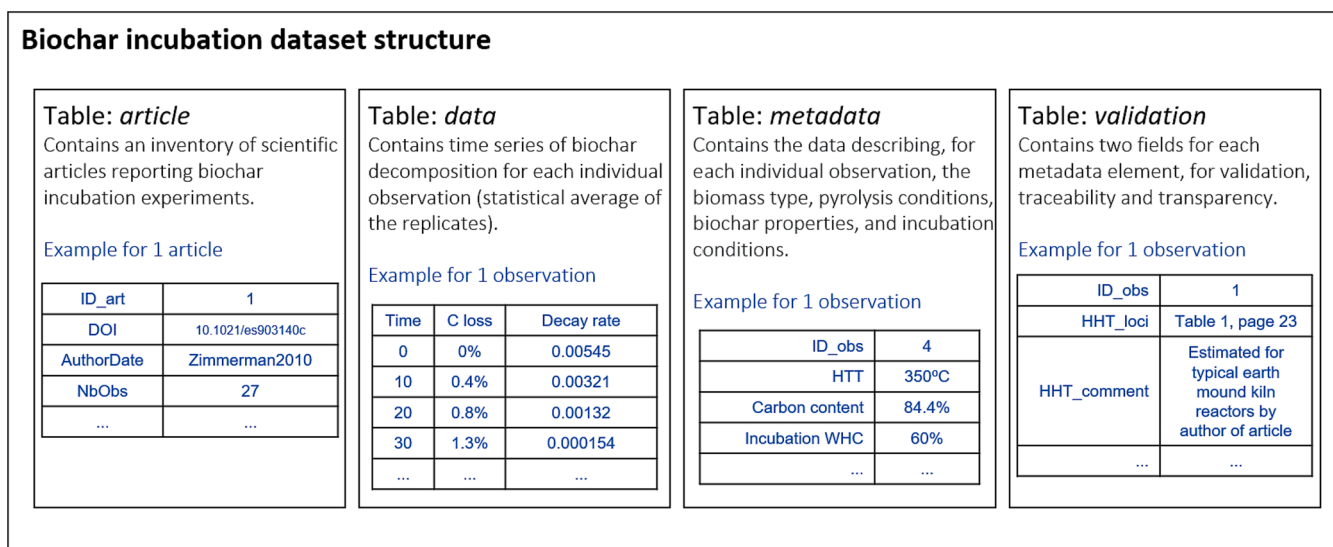 Biochar incubation dataset structure
Table: article
Contains an inventory of scientific
articles reporting biochar
incubation experiments.
Example for 1 article
ID_art 1
DOI 10.1021/es903140c
AuthorDate Zimmerman2010
NbObs 27
... ...
Table: data
Contains time series of biochar
decomposition for each individual
observation (statistical average of
the replicates).
Example for 1 observation
Time C loss Decay rate
0 0% 0.00545
10 0.4% 0.00321
20 0.8% 0.00132
30 1.3% 0.000154
... ... ...
Table: metadata
Contains the data describing, for
each individual observation, the
biomass type, pyrolysis conditions,
biochar properties, and incubation
conditions.
Example for 1 observation
ID_obs 4
HTT 350ºC
Carbon content 84.4%
Incubation WHC 60%
... ...
Table: validation
Contains two fields for each
metadata element, for validation,
traceability and transparency.
Example for 1 observation
ID_obs 1
HHT_loci Table 1, page 23
HHT_comment Estimated for
typical earth
mound kiln
reactors by
author of article
... ...